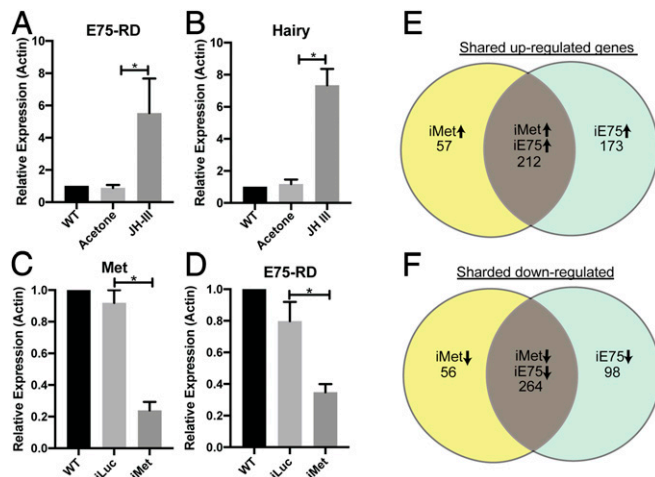 A
E75-RD
Relative Expression (Actin)
10
8
6
4
2
0
*
WT
Acetone
JH-III
B
Hairy
Relative Expression (Actin)
10
8
6
4
2
0
*
WT
Acetone
JH III
C
Met
Relative Expression (Actin)
1.0
0.8
0.6
0.4
0.2
0.0
*
WT
iLuc
iMet
D
E75-RD
Relative Expression (Actin)
1.0
0.8
0.6
0.4
0.2
0.0
*
WT
iLuc
iMet
E
Shared up-regulated genes
iMet↑
57
iMet↑
iE75↑
212
iE75↑
173
F
Sharded down-regulated
iMet↓
56
iMet↓
iE75↓
264
iE75↓
98